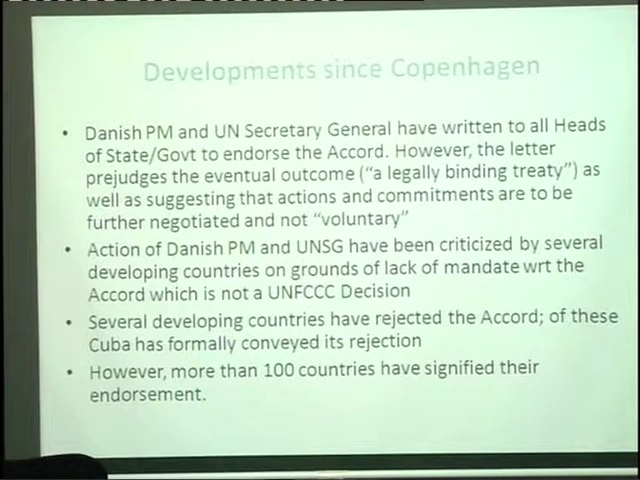 Developments since Copenhagen
• Danish PM and UN Secretary General have written to all Heads
of State/Govt to endorse the Accord. However, the letter
prejudges the eventual outcome (“a legally binding treaty”) as
well as suggesting that actions and commitments are to be
further negotiated and not “voluntary”
• Action of Danish PM and UNSG have been criticized by several
developing countries on grounds of lack of mandate wrt the
Accord which is not a UNFCCC Decision
• Several developing countries have rejected the Accord; of these
Cuba has formally conveyed its rejection
• However, more than 100 countries have signified their
endorsement.